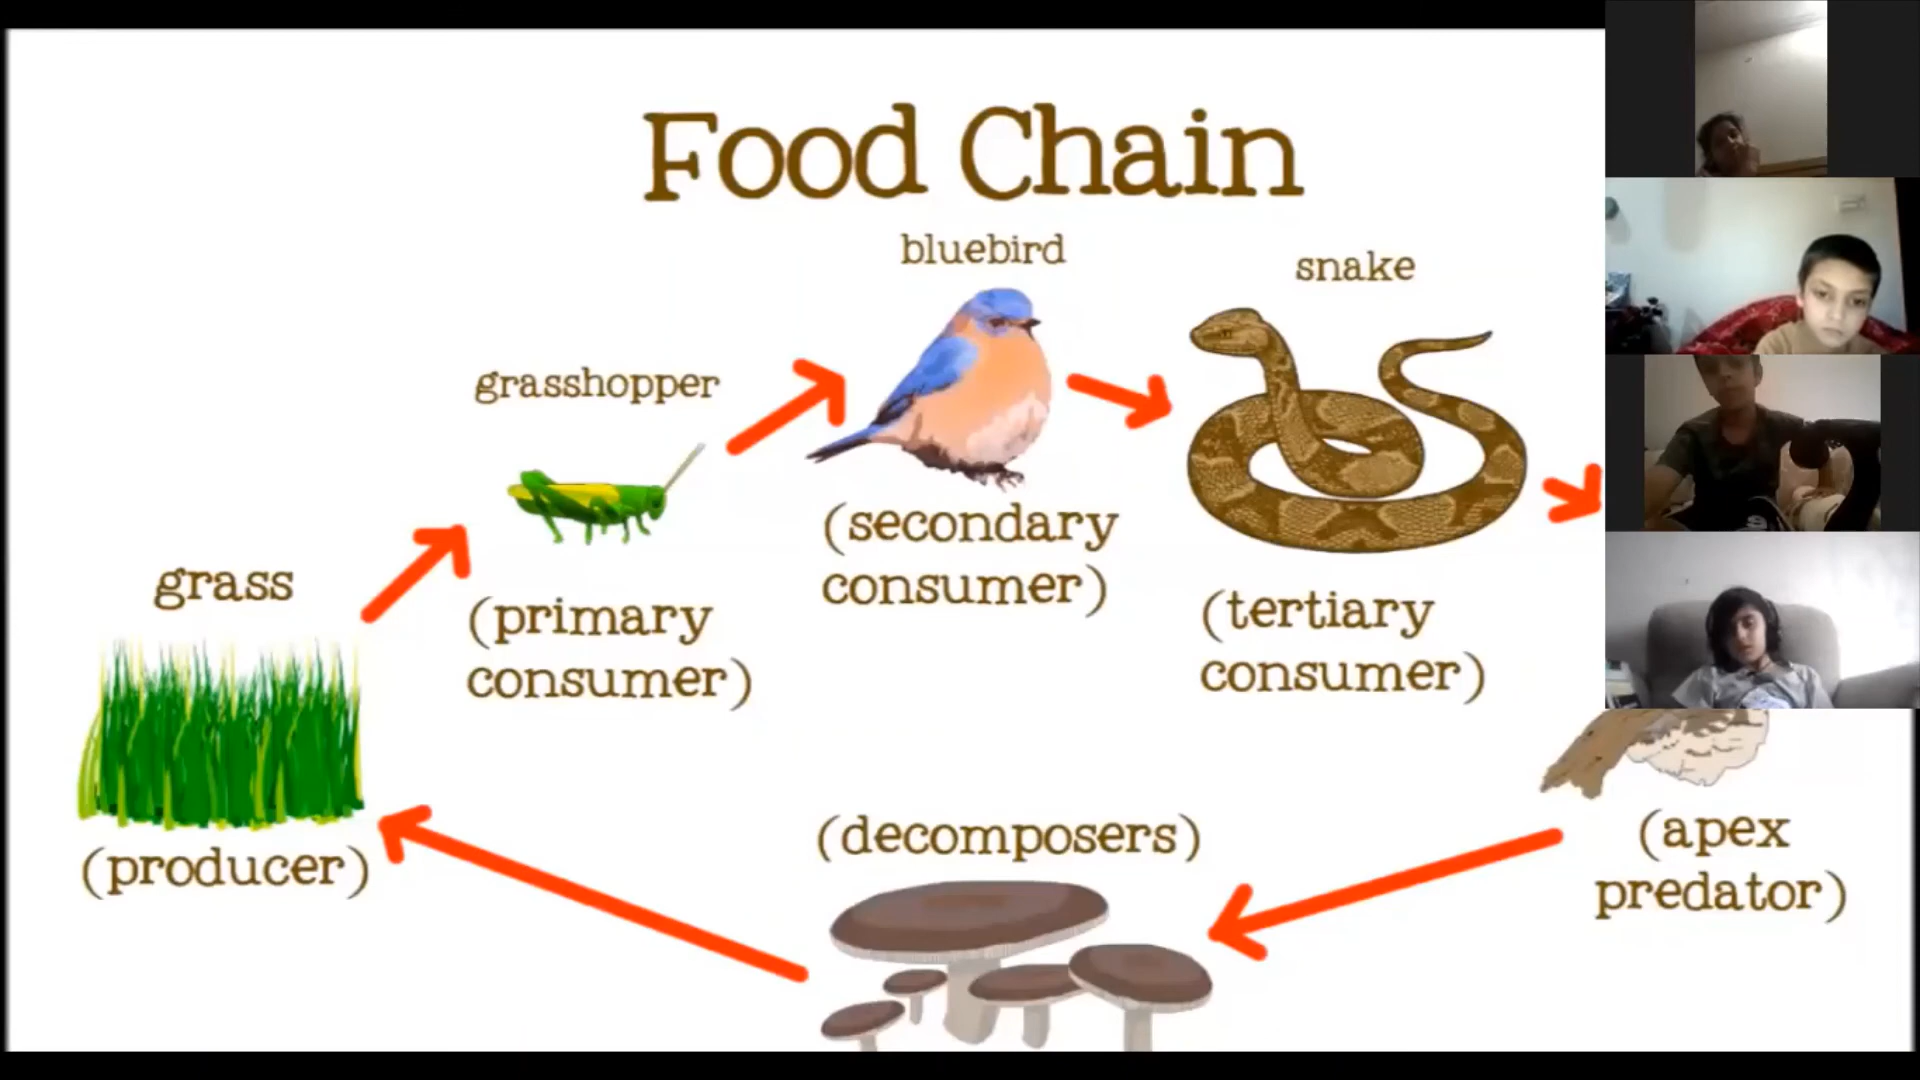 Food Chain
bluebird
snake
grasshopper
(secondary
consumer)
grass
(primary
consumer)
(tertiary
consumer)
(decomposers)
(apex
predator)
(producer)